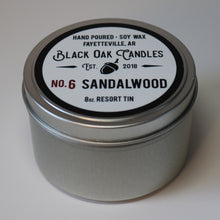 HAND POURED · SOY WAX
FAYETTEVILLE, AR
BLACK OAK CANDLES
EST. 2018
NO. 6 SANDALWOOD
8oz. RESORT TIN